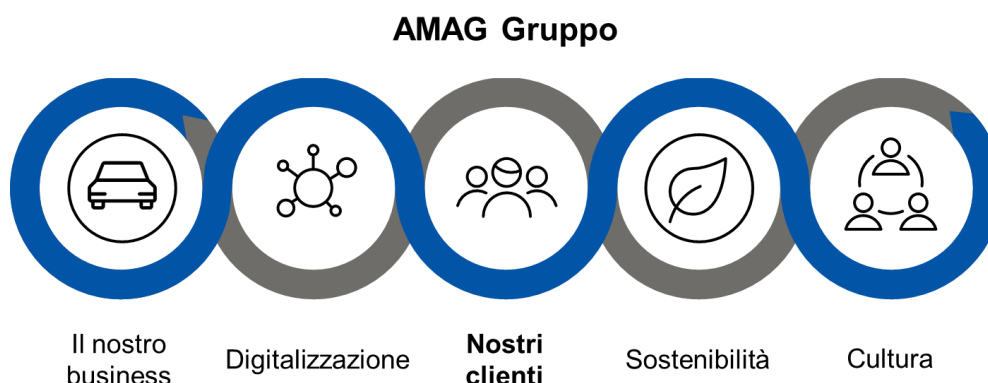 AMAG Gruppo
Il nostro
business
Digitalizzazione
Nostri
clienti
Sostenibilità
Cultura